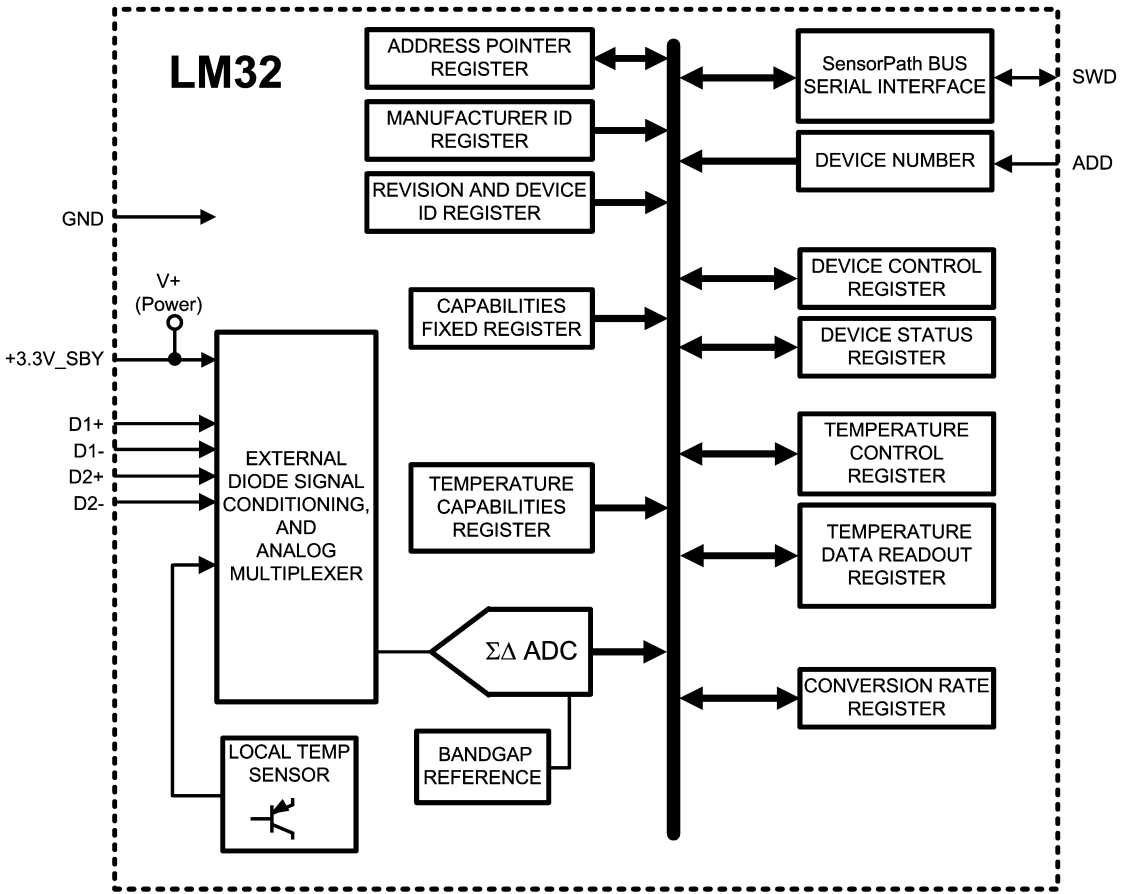 LM32
ADDRESS POINTER
REGISTER
MANUFACTURER ID
REGISTER
REVISION AND DEVICE
ID REGISTER
SensorPath BUS
SERIAL INTERFACE
SWD
DEVICE NUMBER
ADD
GND
V+
(Power)
+3.3V_SBY
D1+
D1-
D2+
D2-
EXTERNAL
DIODE SIGNAL
CONDITIONING,
AND
ANALOG
MULTIPLEXER
CAPABILITIES
FIXED REGISTER
DEVICE CONTROL
REGISTER
DEVICE STATUS
REGISTER
TEMPERATURE
CAPABILITIES
REGISTER
TEMPERATURE
CONTROL
REGISTER
TEMPERATURE
DATA READOUT
REGISTER
ΣΔ ADC
CONVERSION RATE
REGISTER
LOCAL TEMP
SENSOR
BANDGAP
REFERENCE